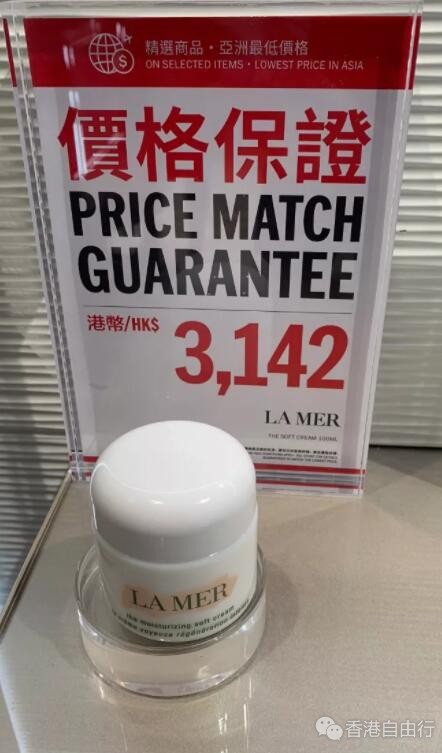 精選商品・亞洲最低價格
ON SELECTED ITEMS・LOWEST PRICE IN ASIA
價格保證
PRICE MATCH
GUARANTEE
港幣/HK$ 3,142
LA MER
THE SOFT CREAM 100ML
LA MER
the moisturizing soft cream
香港自由行